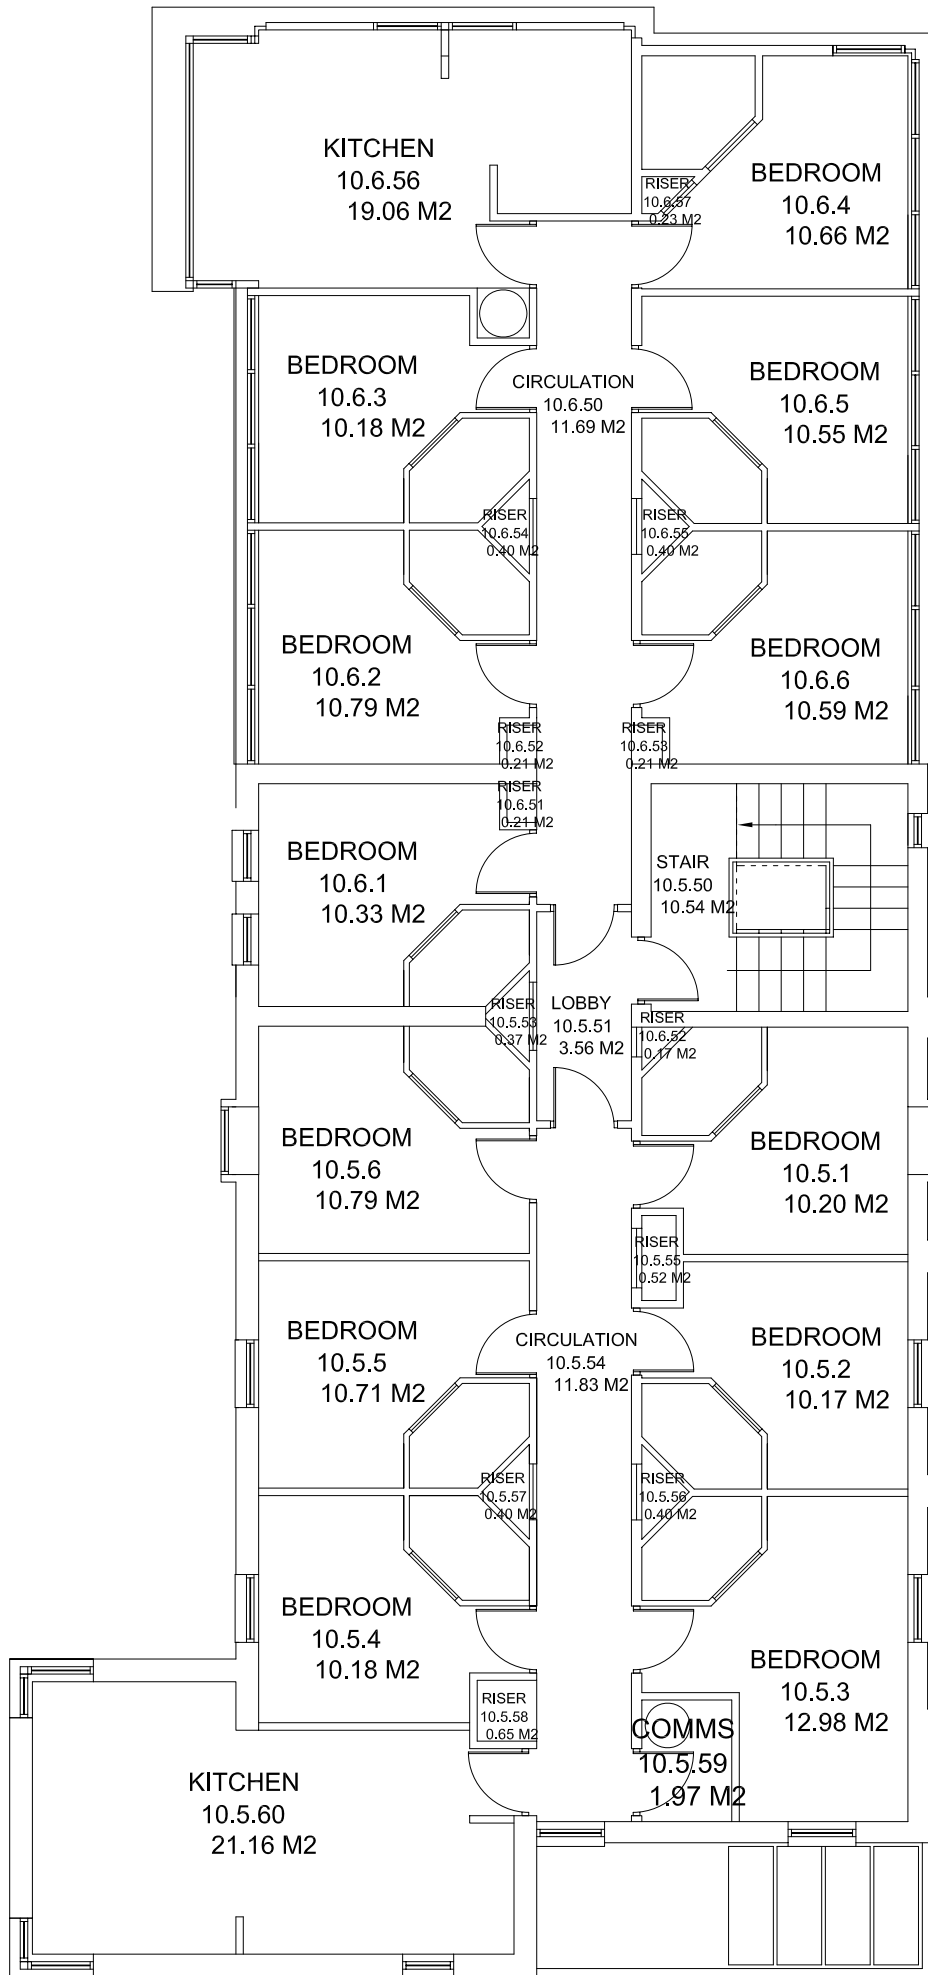 KITCHEN
10.6.56
19.06 M2
BEDROOM
10.6.4
10.66 M2
RISER
10.6.57
0.23 M2
BEDROOM
10.6.3
10.18 M2
CIRCULATION
10.6.50
11.69 M2
BEDROOM
10.6.5
10.55 M2
RISER
10.6.54
0.40 M2
RISER
10.6.55
0.40 M2
BEDROOM
10.6.2
10.79 M2
BEDROOM
10.6.6
10.59 M2
RISER
10.6.52
0.21 M2
RISER
10.6.53
0.21 M2
RISER
10.6.51
0.21 M2
BEDROOM
10.6.1
10.33 M2
STAIR
10.5.50
10.54 M2
RISER
10.5.53
0.37 M2
LOBBY
10.5.51
3.56 M2
RISER
10.6.52
0.17 M2
BEDROOM
10.5.6
10.79 M2
BEDROOM
10.5.1
10.20 M2
RISER
10.5.55
0.52 M2
BEDROOM
10.5.5
10.71 M2
CIRCULATION
10.5.54
11.83 M2
BEDROOM
10.5.2
10.17 M2
RISER
10.5.57
0.40 M2
RISER
10.5.56
0.40 M2
BEDROOM
10.5.4
10.18 M2
BEDROOM
10.5.3
12.98 M2
RISER
10.5.58
0.65 M2
COMMS
10.5.59
1.97 M2
KITCHEN
10.5.60
21.16 M2